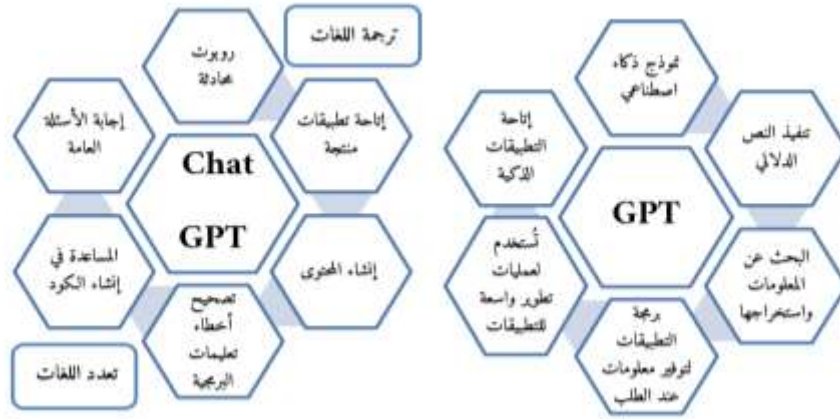 ترجمة اللغات
روبوت
محادثة
إتاحة تطبيقات
منتجة
إنشاء المحتوى
تصحيح
أخطاء
تعليمات
البرمجية
المساعدة في
إنشاء الكود
إجابة الأسئلة
العامة
Chat
GPT
تعدد اللغات
نموذج ذكاء
اصطناعي
تنفيذ النص
الدلالي
البحث عن
المعلومات
واستخراجها
برمجة
التطبيقات
لتوفير معلومات
عند الطلب
تُستخدم
لعمليات
تطوير واسعة
للتطبيقات
إتاحة
التطبيقات
الذكية
GPT